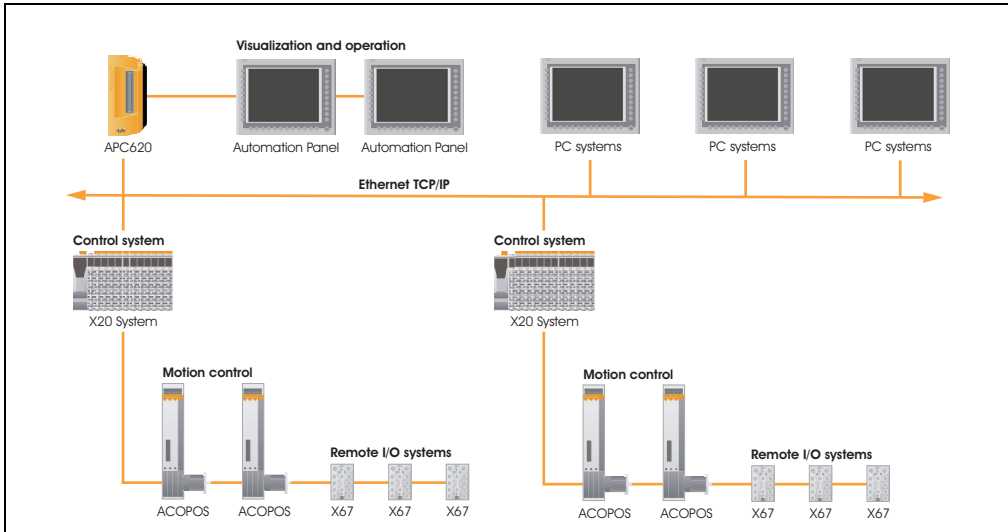 Visualization and operation
APC620
Automation Panel
Automation Panel
PC systems
PC systems
PC systems
Ethernet TCP/IP
Control system
Control system
X20 System
X20 System
Motion control
Motion control
Remote I/O systems
Remote I/O systems
ACOPOS
ACOPOS
X67
X67
X67
ACOPOS
ACOPOS
X67
X67
X67